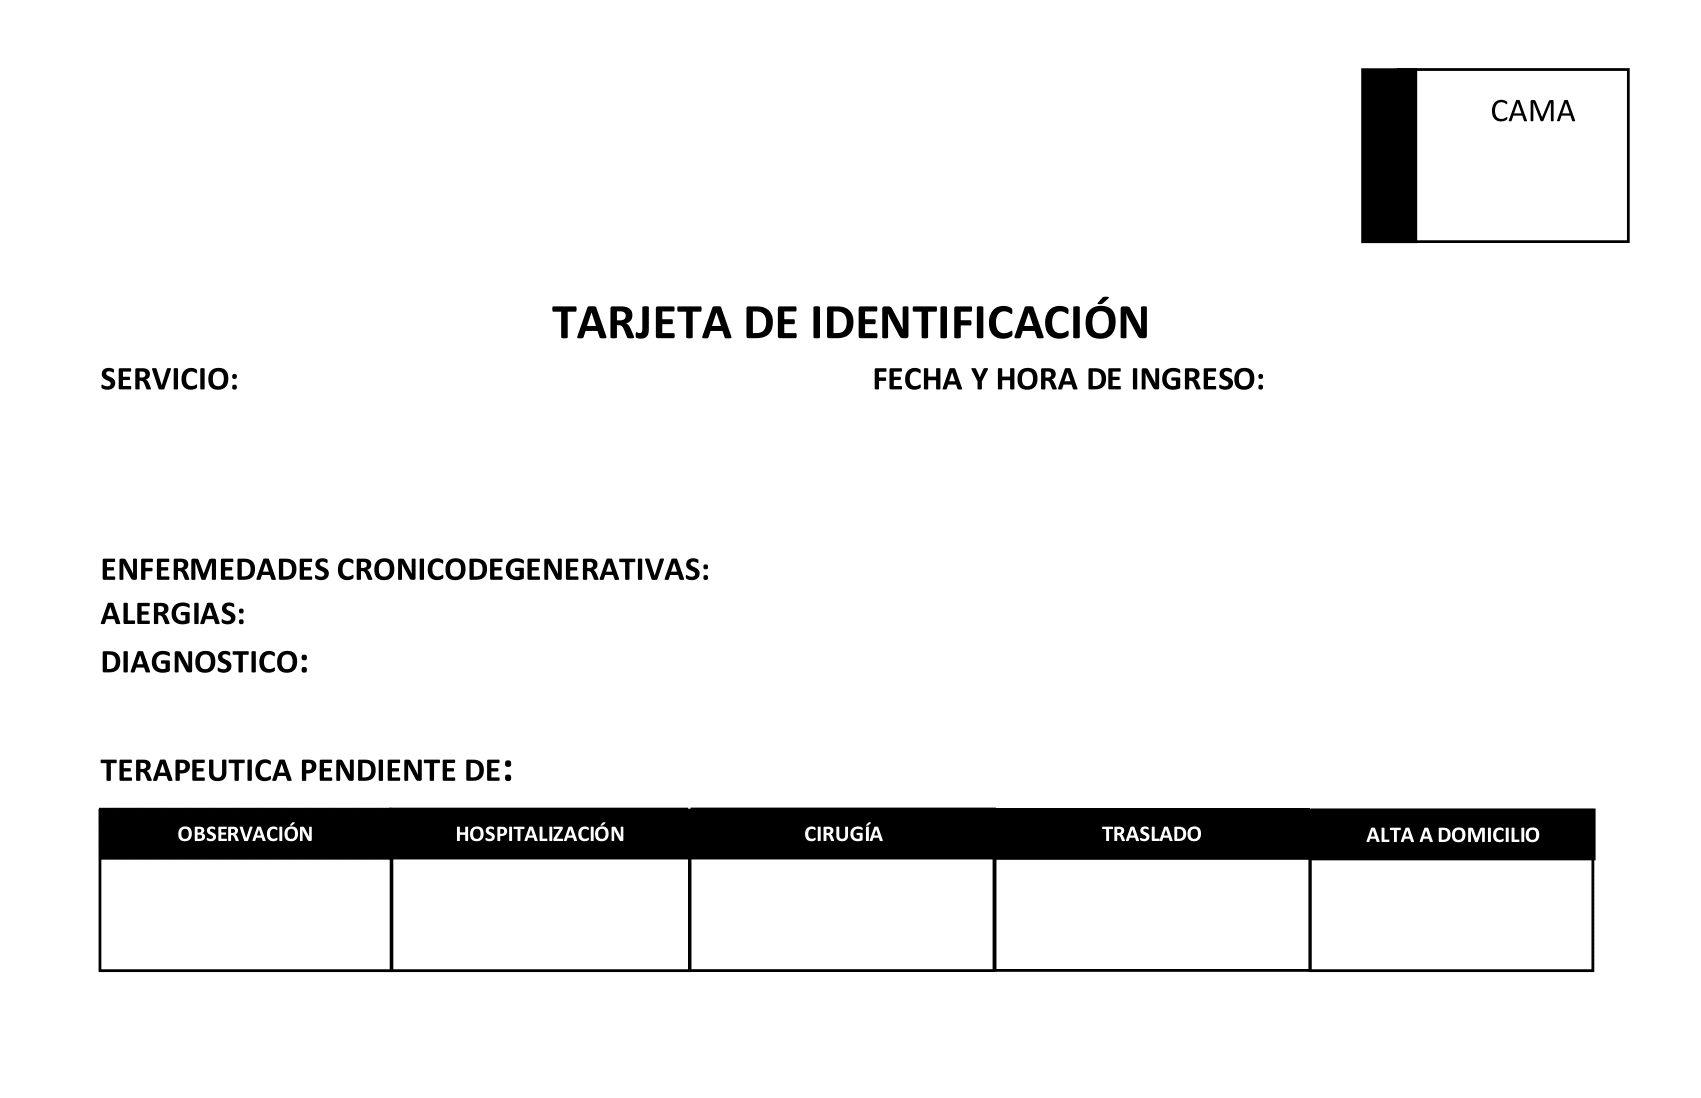 CAMA
TARJETA DE IDENTIFICACIÓN
SERVICIO: FECHA Y HORA DE INGRESO:
ENFERMEDADES CRONICODEGENERATIVAS:
ALERGIAS:
DIAGNOSTICO:
TERAPEUTICA PENDIENTE DE:
OBSERVACIÓN HOSPITALIZACIÓN CIRUGÍA TRASLADO ALTA A DOMICILIO